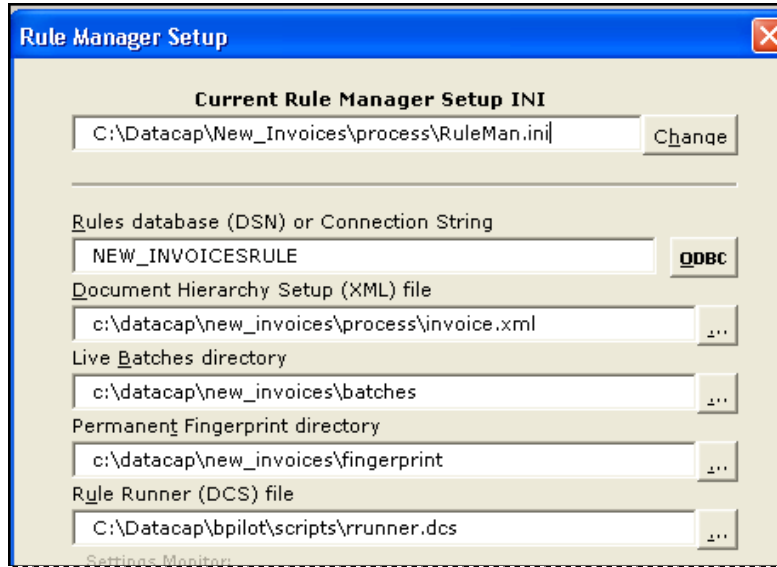 Rule Manager Setup
Current Rule Manager Setup INI
C:\Datacap\New_Invoices\process\RuleMan.ini
Change
Rules database (DSN) or Connection String
NEW_INVOICESRULE
ODBC
Document Hierarchy Setup (XML) file
c:\datacap\new_invoices\process\invoice.xml
...
Live Batches directory
c:\datacap\new_invoices\batches
...
Permanent Fingerprint directory
c:\datacap\new_invoices\fingerprint
...
Rule Runner (DCS) file
C:\Datacap\bpilot\scripts\rrunner.dcs
...
Settings Monitor: